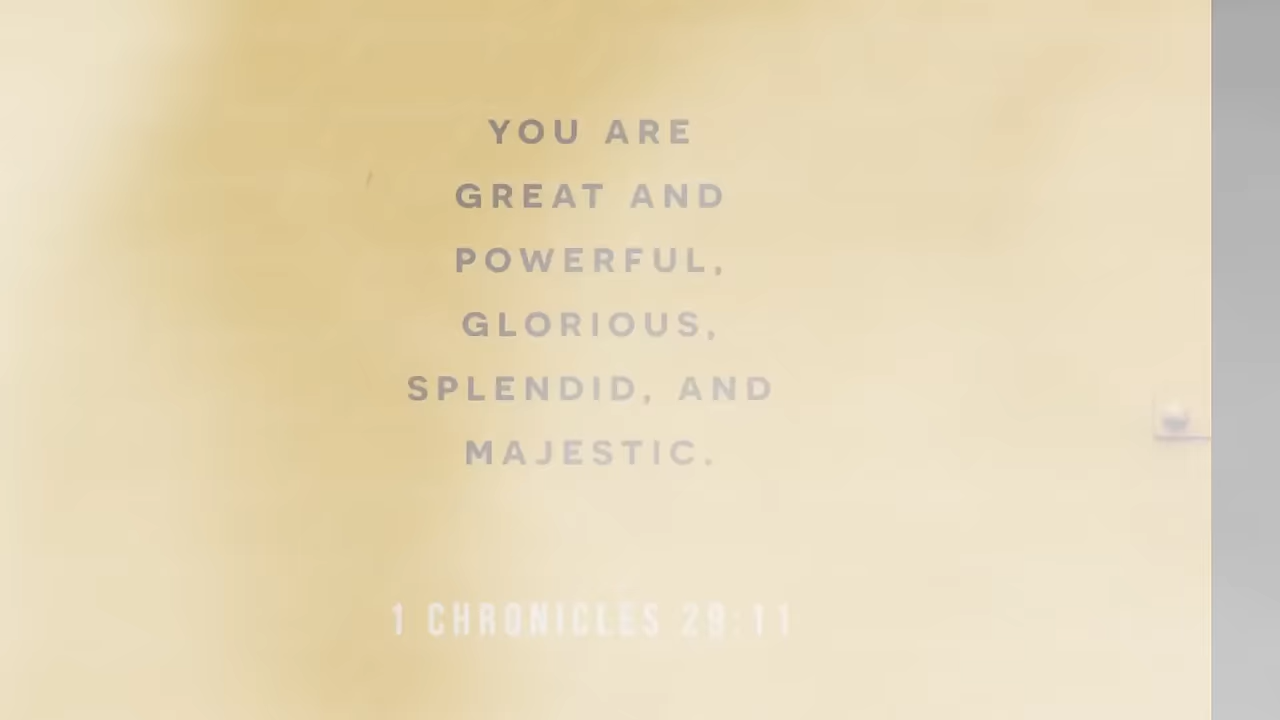 YOU ARE
GREAT AND
POWERFUL,
GLORIOUS,
SPLENDID, AND
MAJESTIC.
1 CHRONICLES 29:11